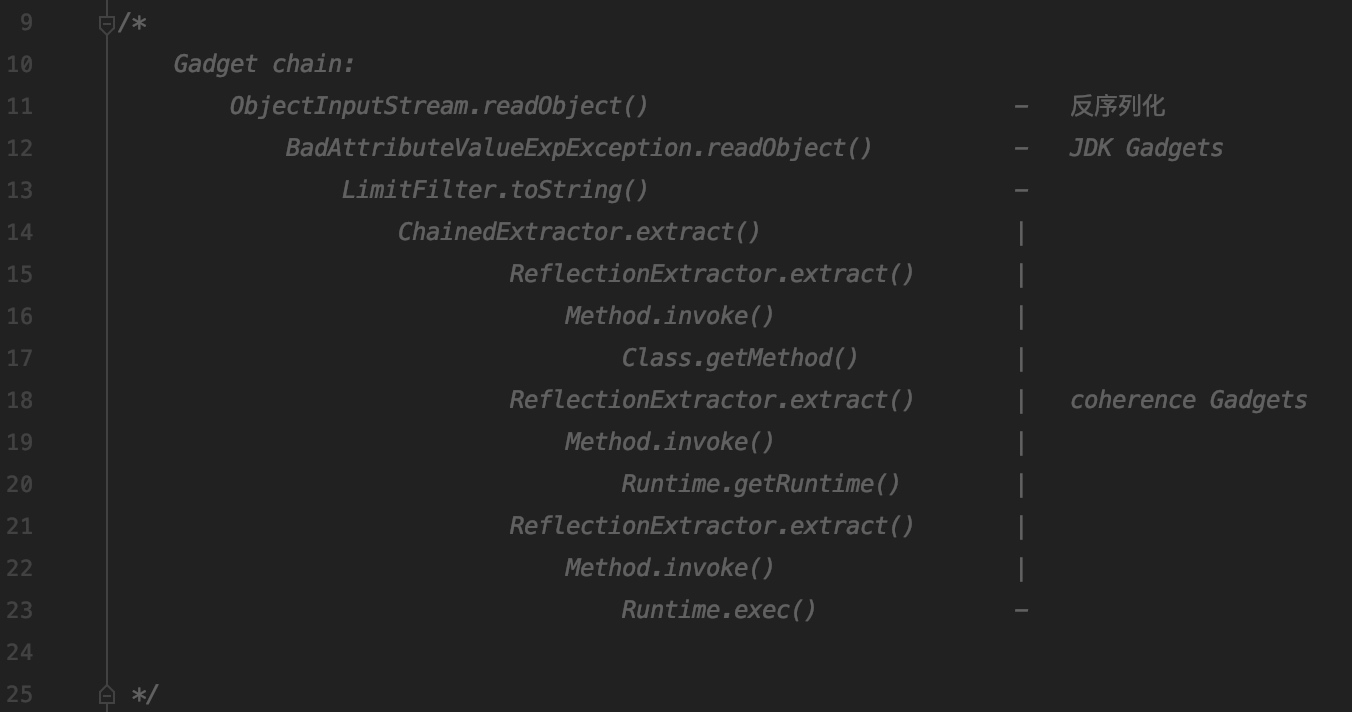 9 /*
10 Gadget chain:
11 ObjectInputStream.readObject() - 反序列化
12 BadAttributeValueExpException.readObject() - JDK Gadgets
13 LimitFilter.toString() -
14 ChainedExtractor.extract() |
15 ReflectionExtractor.extract() |
16 Method.invoke() |
17 Class.getMethod() |
18 ReflectionExtractor.extract() | coherence Gadgets
19 Method.invoke() |
20 Runtime.getRuntime() |
21 ReflectionExtractor.extract() |
22 Method.invoke() |
23 Runtime.exec() -
24
25 */